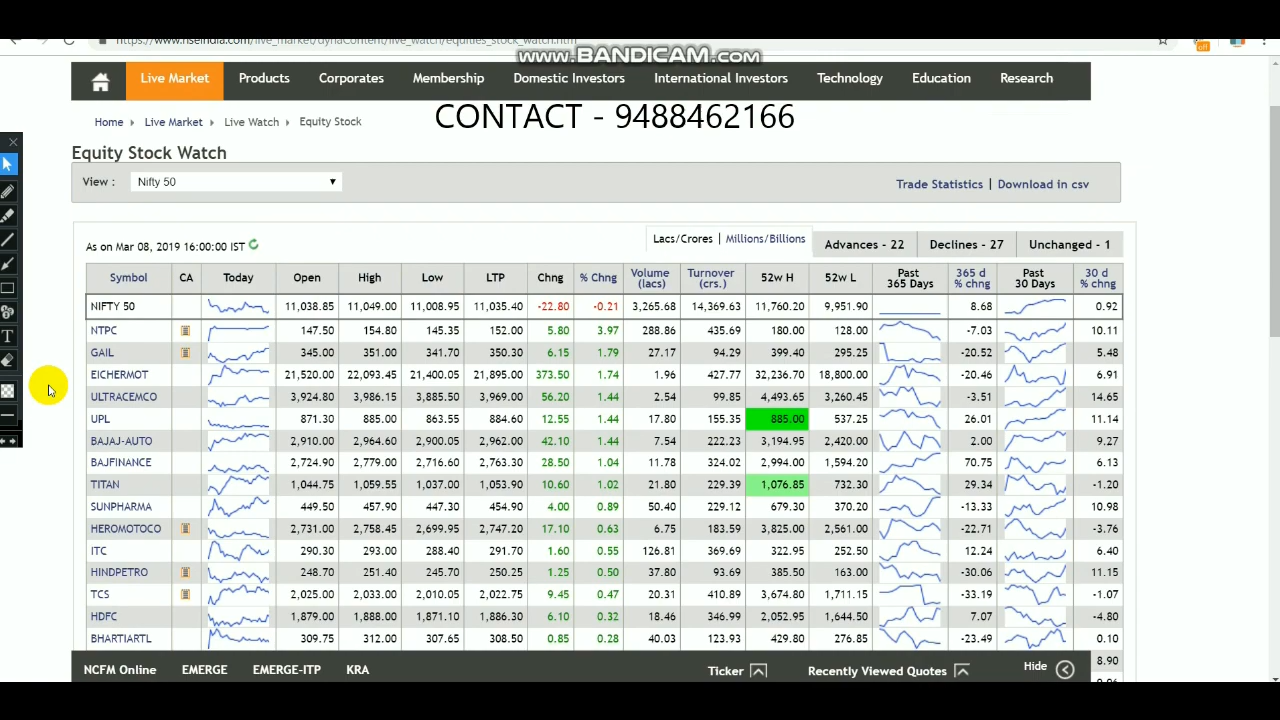 https://www.nseindia.com/live_market/dynaContent/live_watch/equities_stock_watch.htm
www.BANDICAM.com
off
Live Market Products Corporates Membership Domestic Investors International Investors Technology Education Research
CONTACT - 9488462166
Home Live Market Live Watch Equity Stock
Equity Stock Watch
View : Nifty 50 Trade Statistics | Download in csv
As on Mar 08, 2019 16:00:00 IST Lacs/Crores | Millions/Billions Advances - 22 Declines - 27 Unchanged - 1
Symbol CA Today Open High Low LTP Chng % Chng Volume (lacs) Turnover (crs.) 52w H 52w L Past 365 Days 365 d % chng Past 30 Days 30 d % chng
NIFTY 50 11,038.85 11,049.00 11,008.95 11,035.40 -22.80 -0.21 3,265.68 14,369.63 11,760.20 9,951.90 8.68 0.92
NTPC 147.50 154.80 145.35 152.00 5.80 3.97 288.86 435.69 180.00 128.00 -7.03 10.11
GAIL 345.00 351.00 341.70 350.30 6.15 1.79 27.17 94.29 399.40 295.25 -20.52 5.48
EICHERMOT 21,520.00 22,093.45 21,400.05 21,895.00 373.50 1.74 1.96 427.77 32,236.70 18,800.00 -20.46 6.91
ULTRACEMCO 3,924.80 3,986.15 3,885.50 3,969.00 56.20 1.44 2.54 99.85 4,493.65 3,260.45 -3.51 14.65
UPL 871.30 885.00 863.55 884.60 12.55 1.44 17.80 155.35 885.00 537.25 26.01 11.14
BAJAJ-AUTO 2,910.00 2,964.60 2,900.05 2,962.00 42.10 1.44 7.54 222.23 3,194.95 2,420.00 2.00 9.27
BAJFINANCE 2,724.90 2,779.00 2,716.60 2,763.30 28.50 1.04 11.78 324.02 2,994.00 1,594.20 70.75 6.13
TITAN 1,044.75 1,059.55 1,037.00 1,053.90 10.60 1.02 21.80 229.39 1,076.85 732.30 29.34 -1.20
SUNPHARMA 449.50 457.90 447.30 454.90 4.00 0.89 50.40 229.12 679.30 370.20 -13.33 10.98
HEROMOTOCO 2,731.00 2,758.45 2,699.95 2,747.20 17.10 0.63 6.75 183.59 3,825.00 2,561.00 -22.71 -3.76
ITC 290.30 293.00 288.40 291.70 1.60 0.55 126.81 369.69 322.95 252.50 12.24 6.40
HINDPETRO 248.70 251.40 245.70 250.25 1.25 0.50 37.80 93.69 385.50 163.00 -30.06 11.15
TCS 2,025.00 2,033.00 2,010.05 2,022.75 9.45 0.47 20.31 410.89 3,674.80 1,711.15 -33.19 -1.07
HDFC 1,879.00 1,888.00 1,871.10 1,886.30 6.10 0.32 18.46 346.99 2,052.95 1,644.50 7.07 -4.80
BHARTIARTL 309.75 312.00 307.65 308.50 0.85 0.28 40.03 123.93 429.80 276.85 -23.49 0.10
8.90
NCFM Online EMERGE EMERGE-ITP KRA Ticker Recently Viewed Quotes Hide